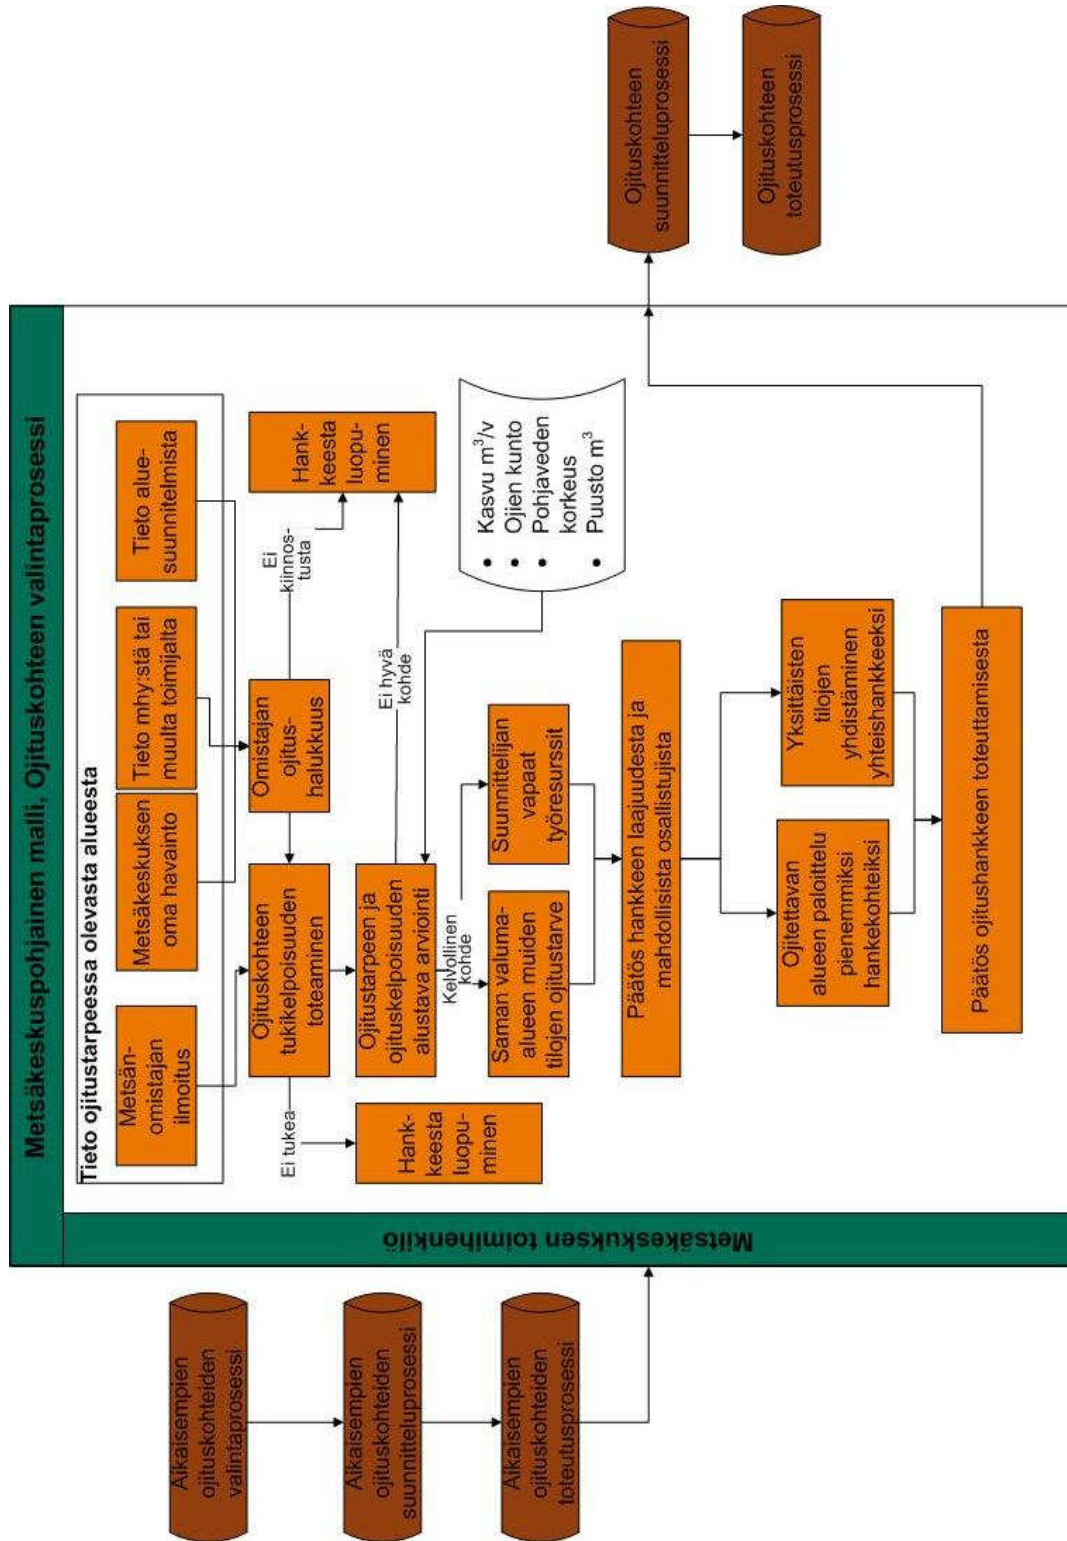 Metsäkeskuspohjainen malli, Ojituskohteen valintaprosessi
Metsäkeskuksen toimihenkilö
Aikaisempien
ojituskohteiden
valintaprosessi
Aikaisempien
ojituskohteiden
suunnitteluprosessi
Aikaisempien
ojituskohteiden
toteutusprosessi
Tieto ojitustarpeessa olevasta alueesta
Metsän-
omistajan
ilmoitus
Metsäkeskuksen
oma havainto
Tieto mhy:stä tai
muulta toimijalta
Tieto alue-
suunnitelmista
Ojituskohteen
tukikelpoisuuden
toteaminen
Omistajan
ojitus-
halukkuus
Ei
kiinnos-
tusta
Hank-
keesta
luopu-
minen
Ei tukea
Hank-
keesta
luopu-
minen
Ojitustarpeen ja
ojituskelpoisuuden
alustava arviointi
Ei hyvä
kohde
• Kasvu m³/v
• Ojien kunto
• Pohjaveden
korkeus
• Puusto m³
Kelvollinen
kohde
Saman valuma-
alueen muiden
tilojen ojitustarve
Suunnittelijan
vapaat
työresurssit
Päätös hankkeen laajuudesta ja
mahdollisista osallistujista
Ojitettavan
alueen paloittelu
pienemmiksi
hankekohteiksi
Yksittäisten
tilojen
yhdistäminen
yhteishankkeeksi
Päätös ojitushankkeen toteuttamisesta
Ojituskohteen
suunnitteluprosessi
Ojituskohteen
toteutusprosessi